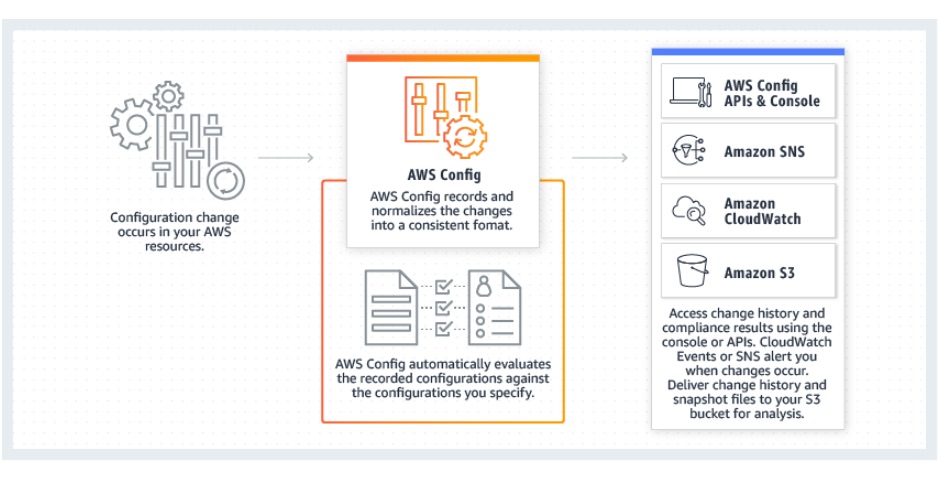 Configuration change
occurs in your AWS
resources.
AWS Config
AWS Config records and
normalizes the changes
into a consistent fomat.
AWS Config automatically evaluates
the recorded configurations against
the configurations you specify.
AWS Config
APIs & Console
Amazon SNS
Amazon
CloudWatch
Amazon S3
Access change history and
compliance results using the
console or APIs. CloudWatch
Events or SNS alert you
when changes occur.
Deliver change history and
snapshot files to your S3
bucket for analysis.